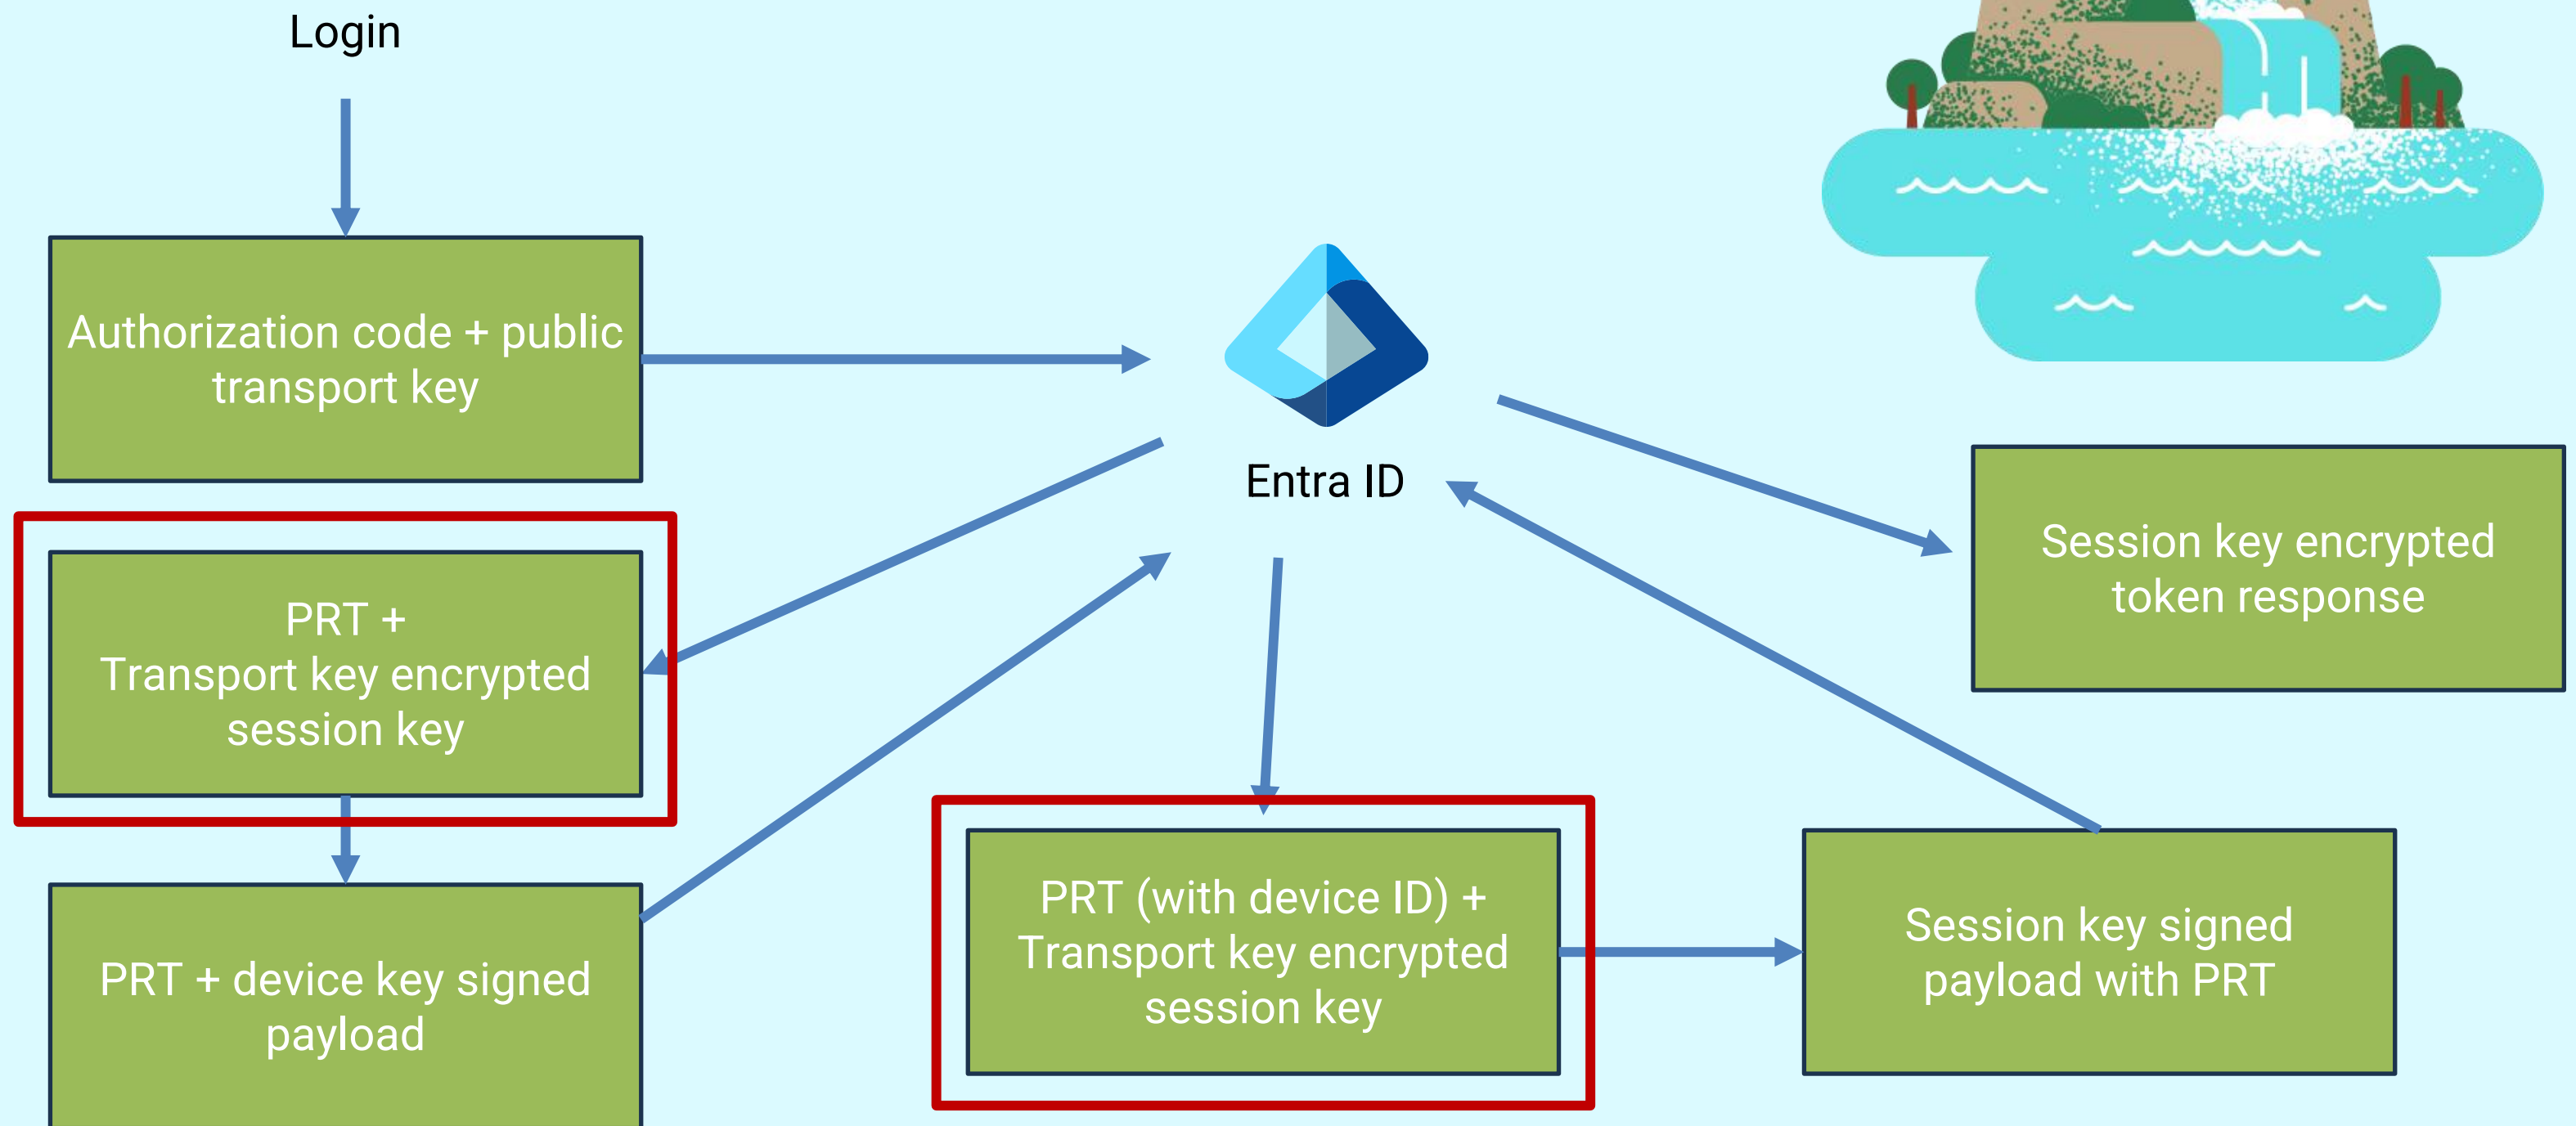 Login
Authorization code + public
transport key
Entra ID
PRT +
Transport key encrypted
session key
PRT + device key signed
payload
PRT (with device ID) +
Transport key encrypted
session key
Session key signed
payload with PRT
Session key encrypted
token response